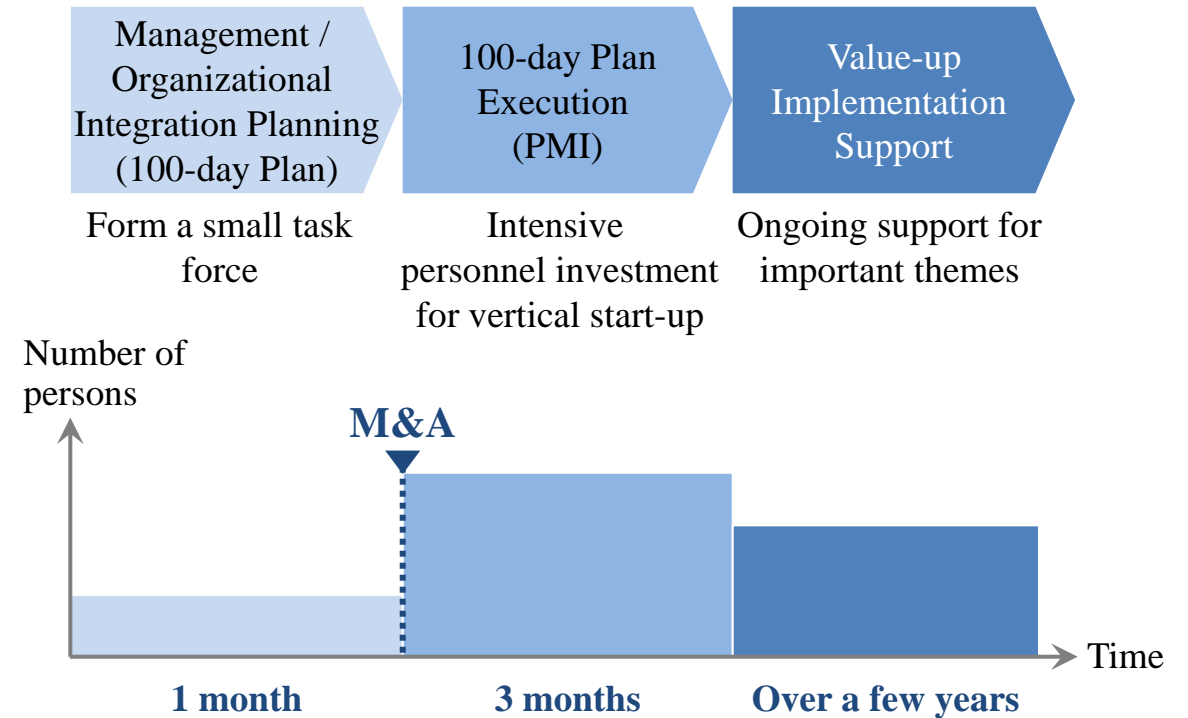 Management /
Organizational
Integration Planning
(100-day Plan)
100-day Plan
Execution
(PMI)
Value-up
Implementation
Support
Form a small task
force
Intensive
personnel investment
for vertical start-up
Ongoing support for
important themes
Number of
persons
M&A
Time
1 month
3 months
Over a few years